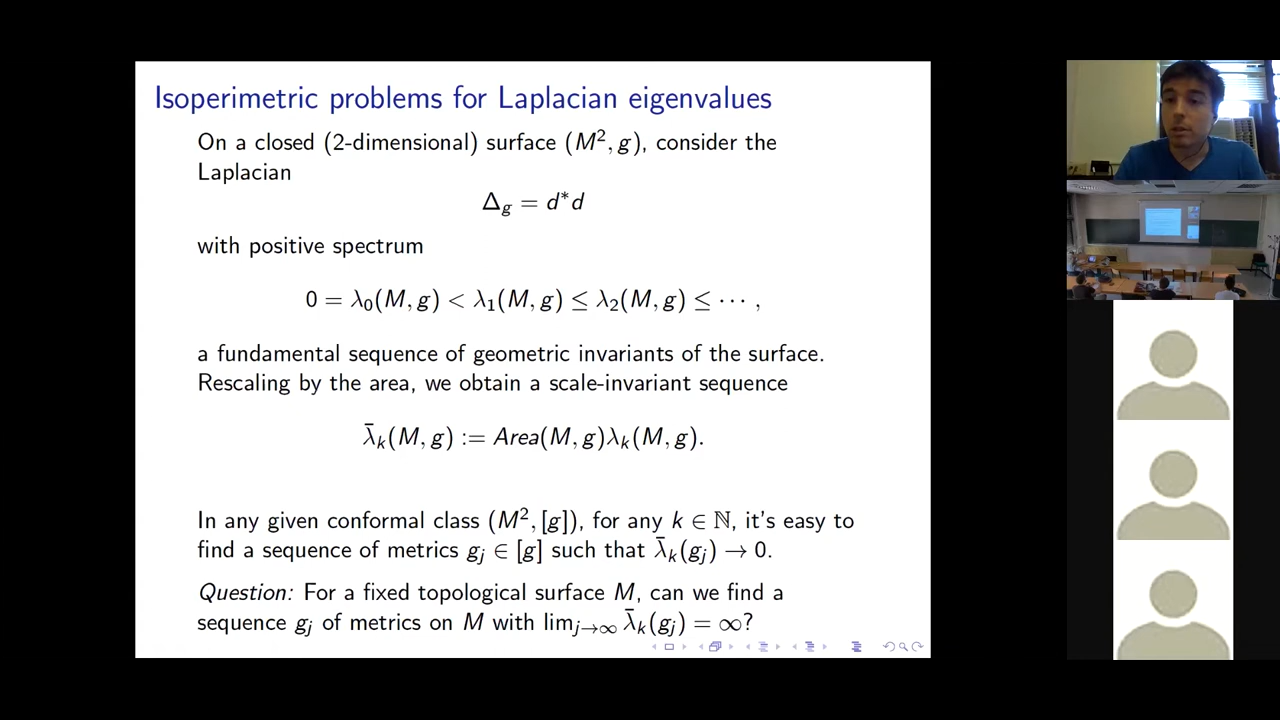 Isoperimetric problems for Laplacian eigenvalues
On a closed (2-dimensional) surface (M², g), consider the
Laplacian
Δ_g = d*d
with positive spectrum
0 = λ₀(M, g) < λ₁(M, g) ≤ λ₂(M, g) ≤ ⋯ ,
a fundamental sequence of geometric invariants of the surface.
Rescaling by the area, we obtain a scale-invariant sequence
λ̄_k(M, g) := Area(M, g)λ_k(M, g).
In any given conformal class (M², [g]), for any k ∈ ℕ, it's easy to
find a sequence of metrics g_j ∈ [g] such that λ̄_k(g_j) → 0.
Question: For a fixed topological surface M, can we find a
sequence g_j of metrics on M with lim_{j→∞} λ̄_k(g_j) = ∞?